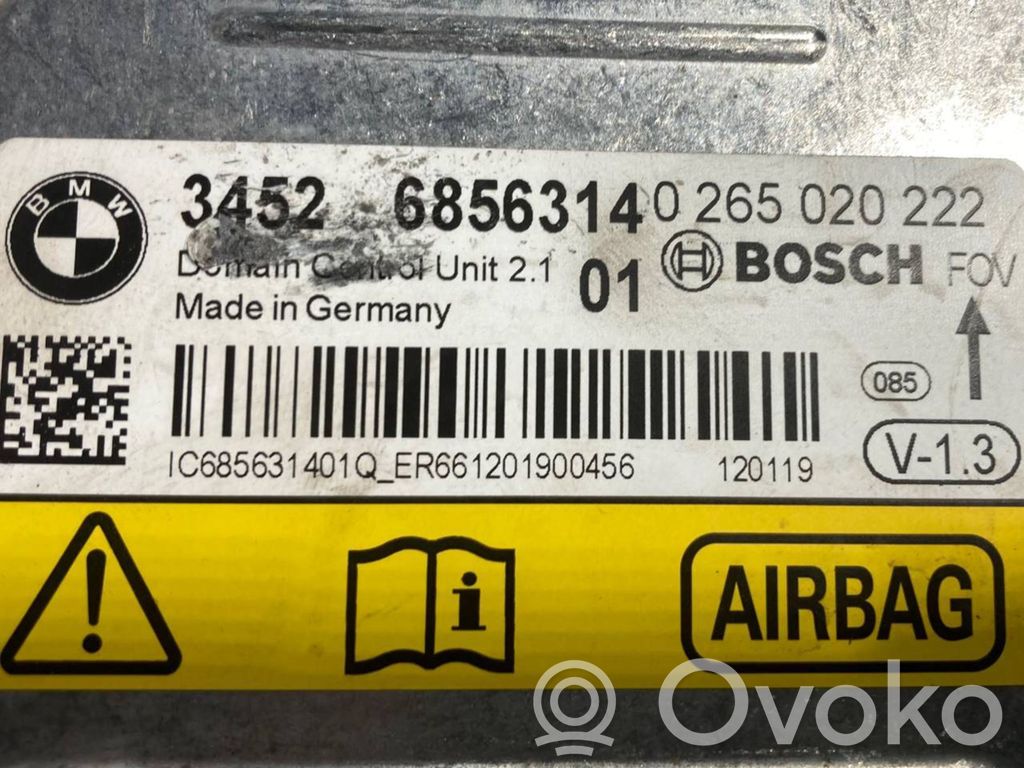 BMW
3452 6856314 0 265 020 222
Domain Control Unit 2.1 01 BOSCH FOV
Made in Germany
085
IC685631401Q_ER661201900456 120119 V-1.3
AIRBAG
Ovoko